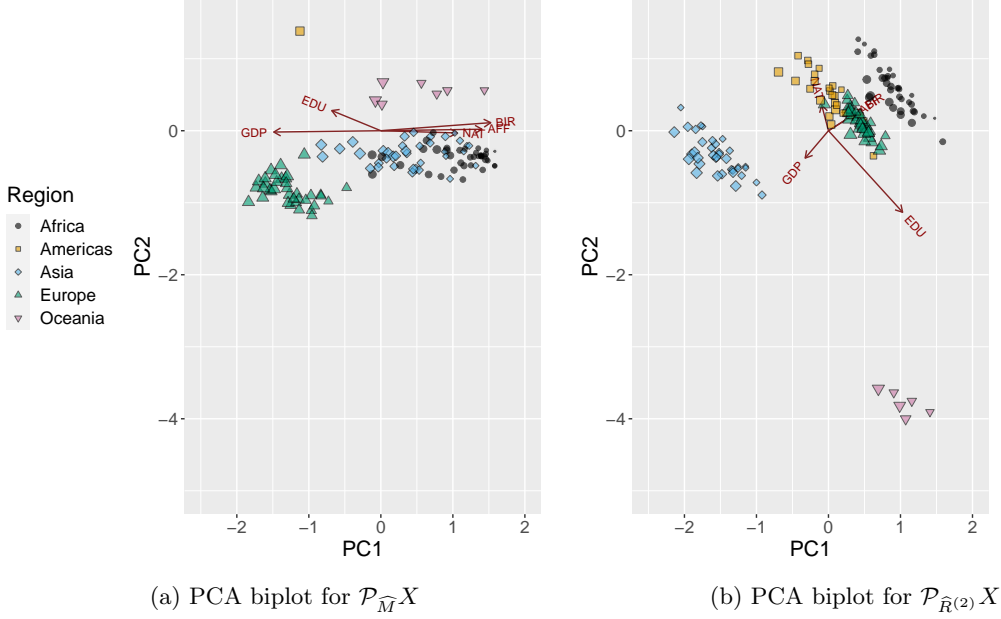 Region
Africa
Americas
Asia
Europe
Oceania
PC2
0
−2
−4
EDU
GDP
BIR
AFF
NAT
−2 −1 0 1 2
PC1
PC2
0
−2
−4
BIR
GDP
EDU
−2 −1 0 1 2
PC1
(a) PCA biplot for 𝒫_{M̂}X
(b) PCA biplot for 𝒫_{R̂^{(2)}}X